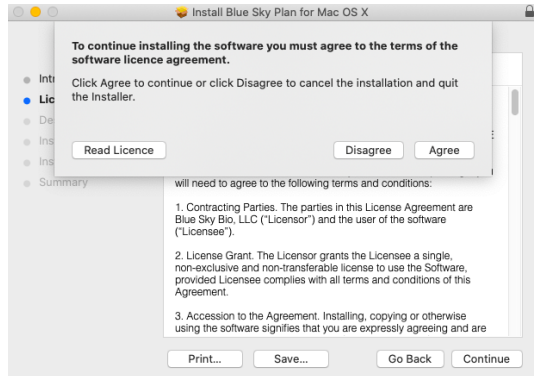 Install Blue Sky Plan for Mac OS X
To continue installing the software you must agree to the terms of the
software licence agreement.
Click Agree to continue or click Disagree to cancel the installation and quit
the Installer.
Read Licence
Disagree
Agree
Summary
will need to agree to the following terms and conditions:
1. Contracting Parties. The parties in this License Agreement are
Blue Sky Bio, LLC ("Licensor") and the user of the software
("Licensee").
2. License Grant. The Licensor grants the Licensee a single,
non-exclusive and non-transferable license to use the Software,
provided Licensee complies with all terms and conditions of this
Agreement.
3. Accession to the Agreement. Installing, copying or otherwise
using the software signifies that you are expressly agreeing and are
Print...
Save...
Go Back
Continue